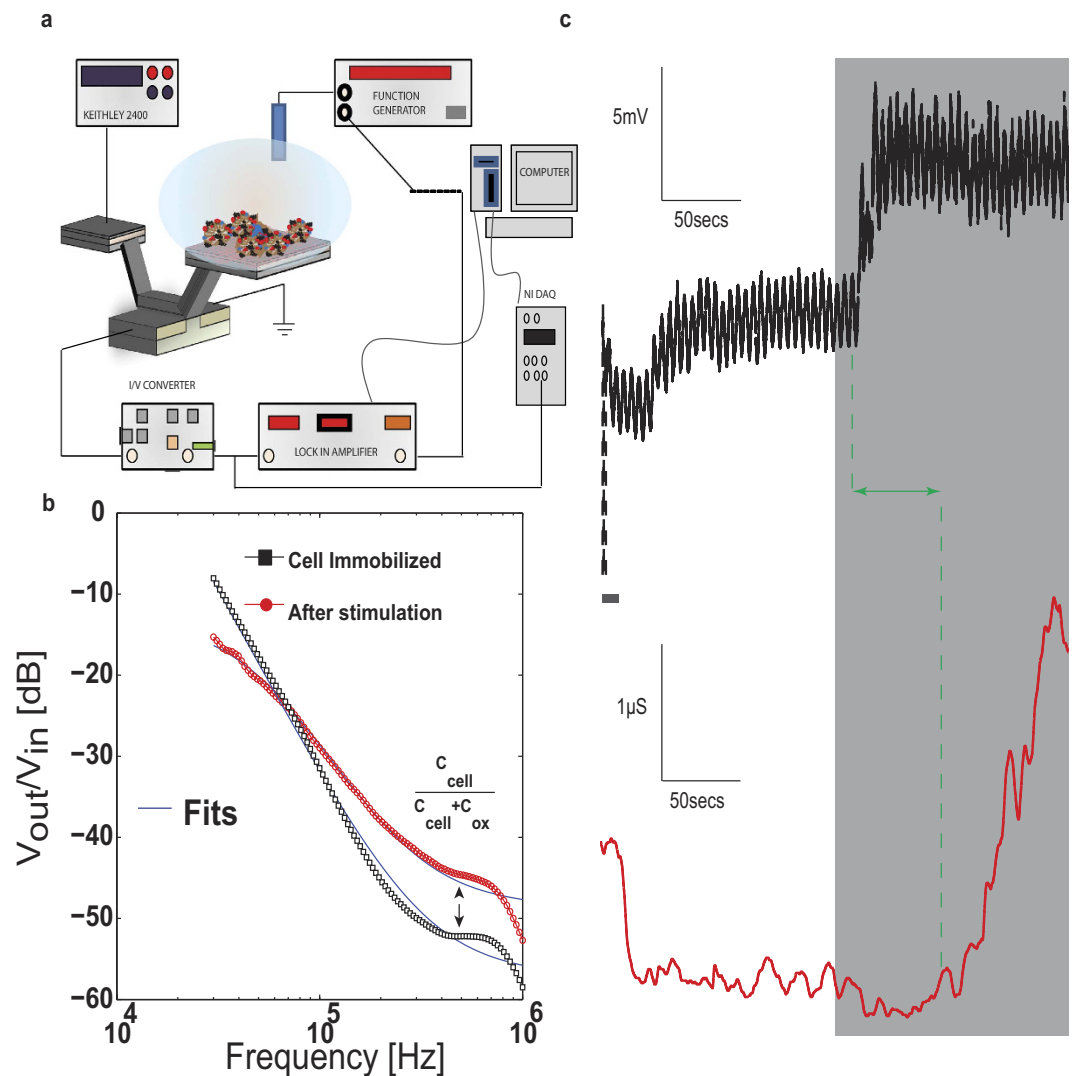 a
KEITHLEY 2400
FUNCTION
GENERATOR
COMPUTER
NI DAQ
I/V CONVERTER
LOCK IN AMPLIFIER
b
0
−10
−20
−30
−40
−50
−60
Vout/Vin [dB]
Cell Immobilized
After stimulation
Fits
C cell
C cell +C ox
10^4
10^5
10^6
Frequency [Hz]
c
5mV
50secs
1µS
50secs